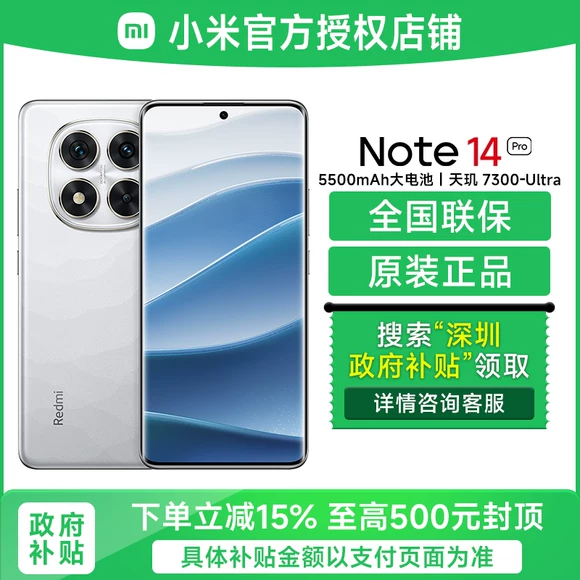 mi 小米官方授权店铺
Note 14 Pro
5500mAh大电池丨天玑 7300-Ultra
全国联保
原装正品
搜索“深圳
政府补贴”领取
详情咨询客服
Redmi
政府
补贴
下单立减15% 至高500元封顶
具体补贴金额以支付页面为准